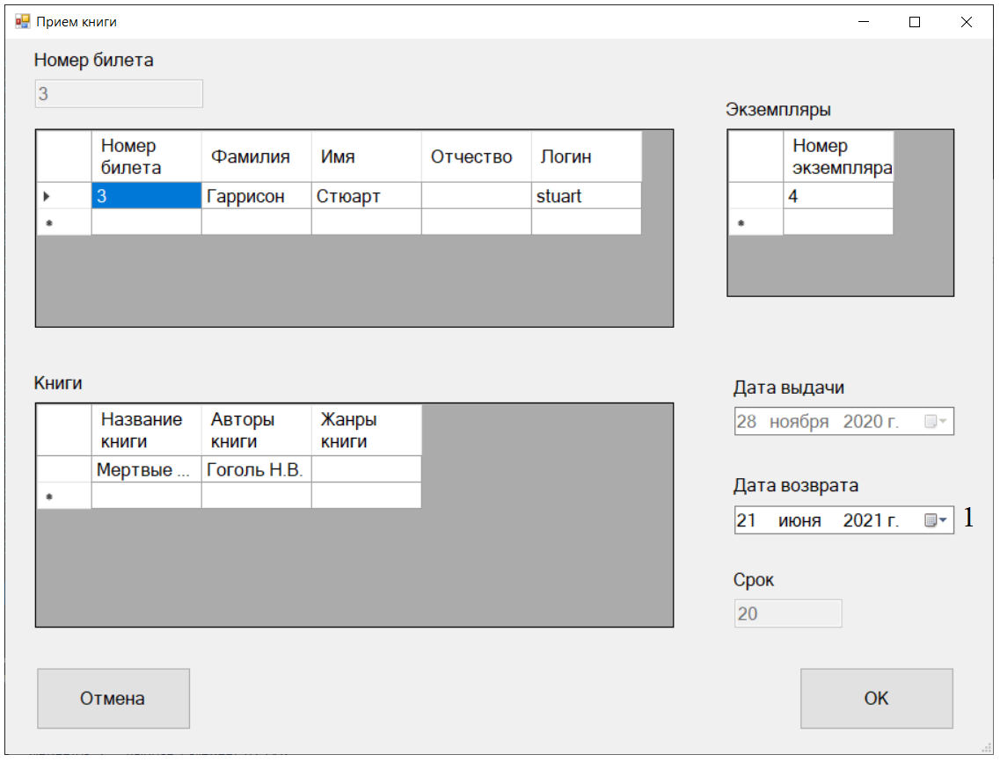 Прием книги
Номер билета
3
Номер билета Фамилия Имя Отчество Логин
3 Гаррисон Стюарт stuart
Экземпляры
Номер экземпляра
4
Книги
Название книги Авторы книги Жанры книги
Мертвые ... Гоголь Н.В.
Дата выдачи
28 ноября 2020 г.
Дата возврата
21 июня 2021 г. 1
Срок
20
Отмена
OK